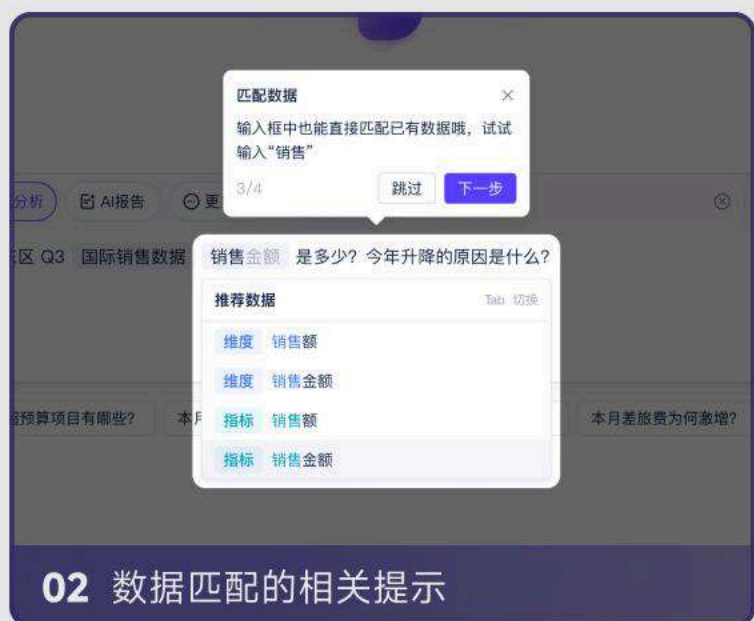 匹配数据
输入框中也能直接匹配已有数据哦，试试
输入“销售”
3/4 跳过 下一步
分析 AI报告 更
区 Q3 国际销售数据 销售金额 是多少？今年升降的原因是什么？
推荐数据 Tab 切换
维度 销售额
维度 销售金额
指标 销售额
指标 销售金额
预算项目有哪些? 本月 本月差旅费为何激增?
02 数据匹配的相关提示